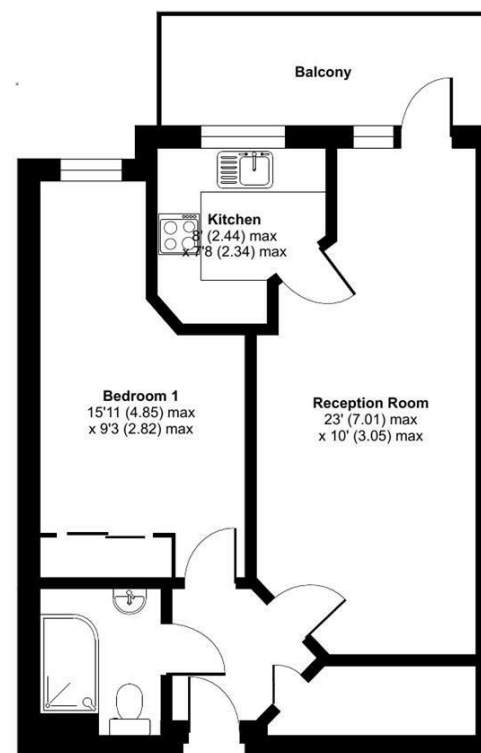 Balcony
Kitchen
8' (2.44) max
x 7'8 (2.34) max
Bedroom 1
15'11 (4.85) max
x 9'3 (2.82) max
Reception Room
23' (7.01) max
x 10' (3.05) max